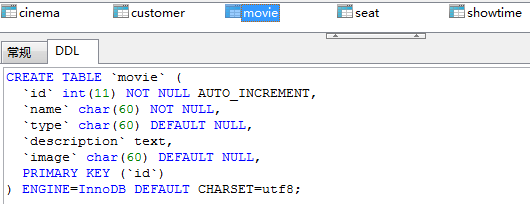 cinema customer movie seat showtime
常规 DDL
CREATE TABLE `movie` (
  `id` int(11) NOT NULL AUTO_INCREMENT,
  `name` char(60) NOT NULL,
  `type` char(60) DEFAULT NULL,
  `description` text,
  `image` char(60) DEFAULT NULL,
  PRIMARY KEY (`id`)
) ENGINE=InnoDB DEFAULT CHARSET=utf8;